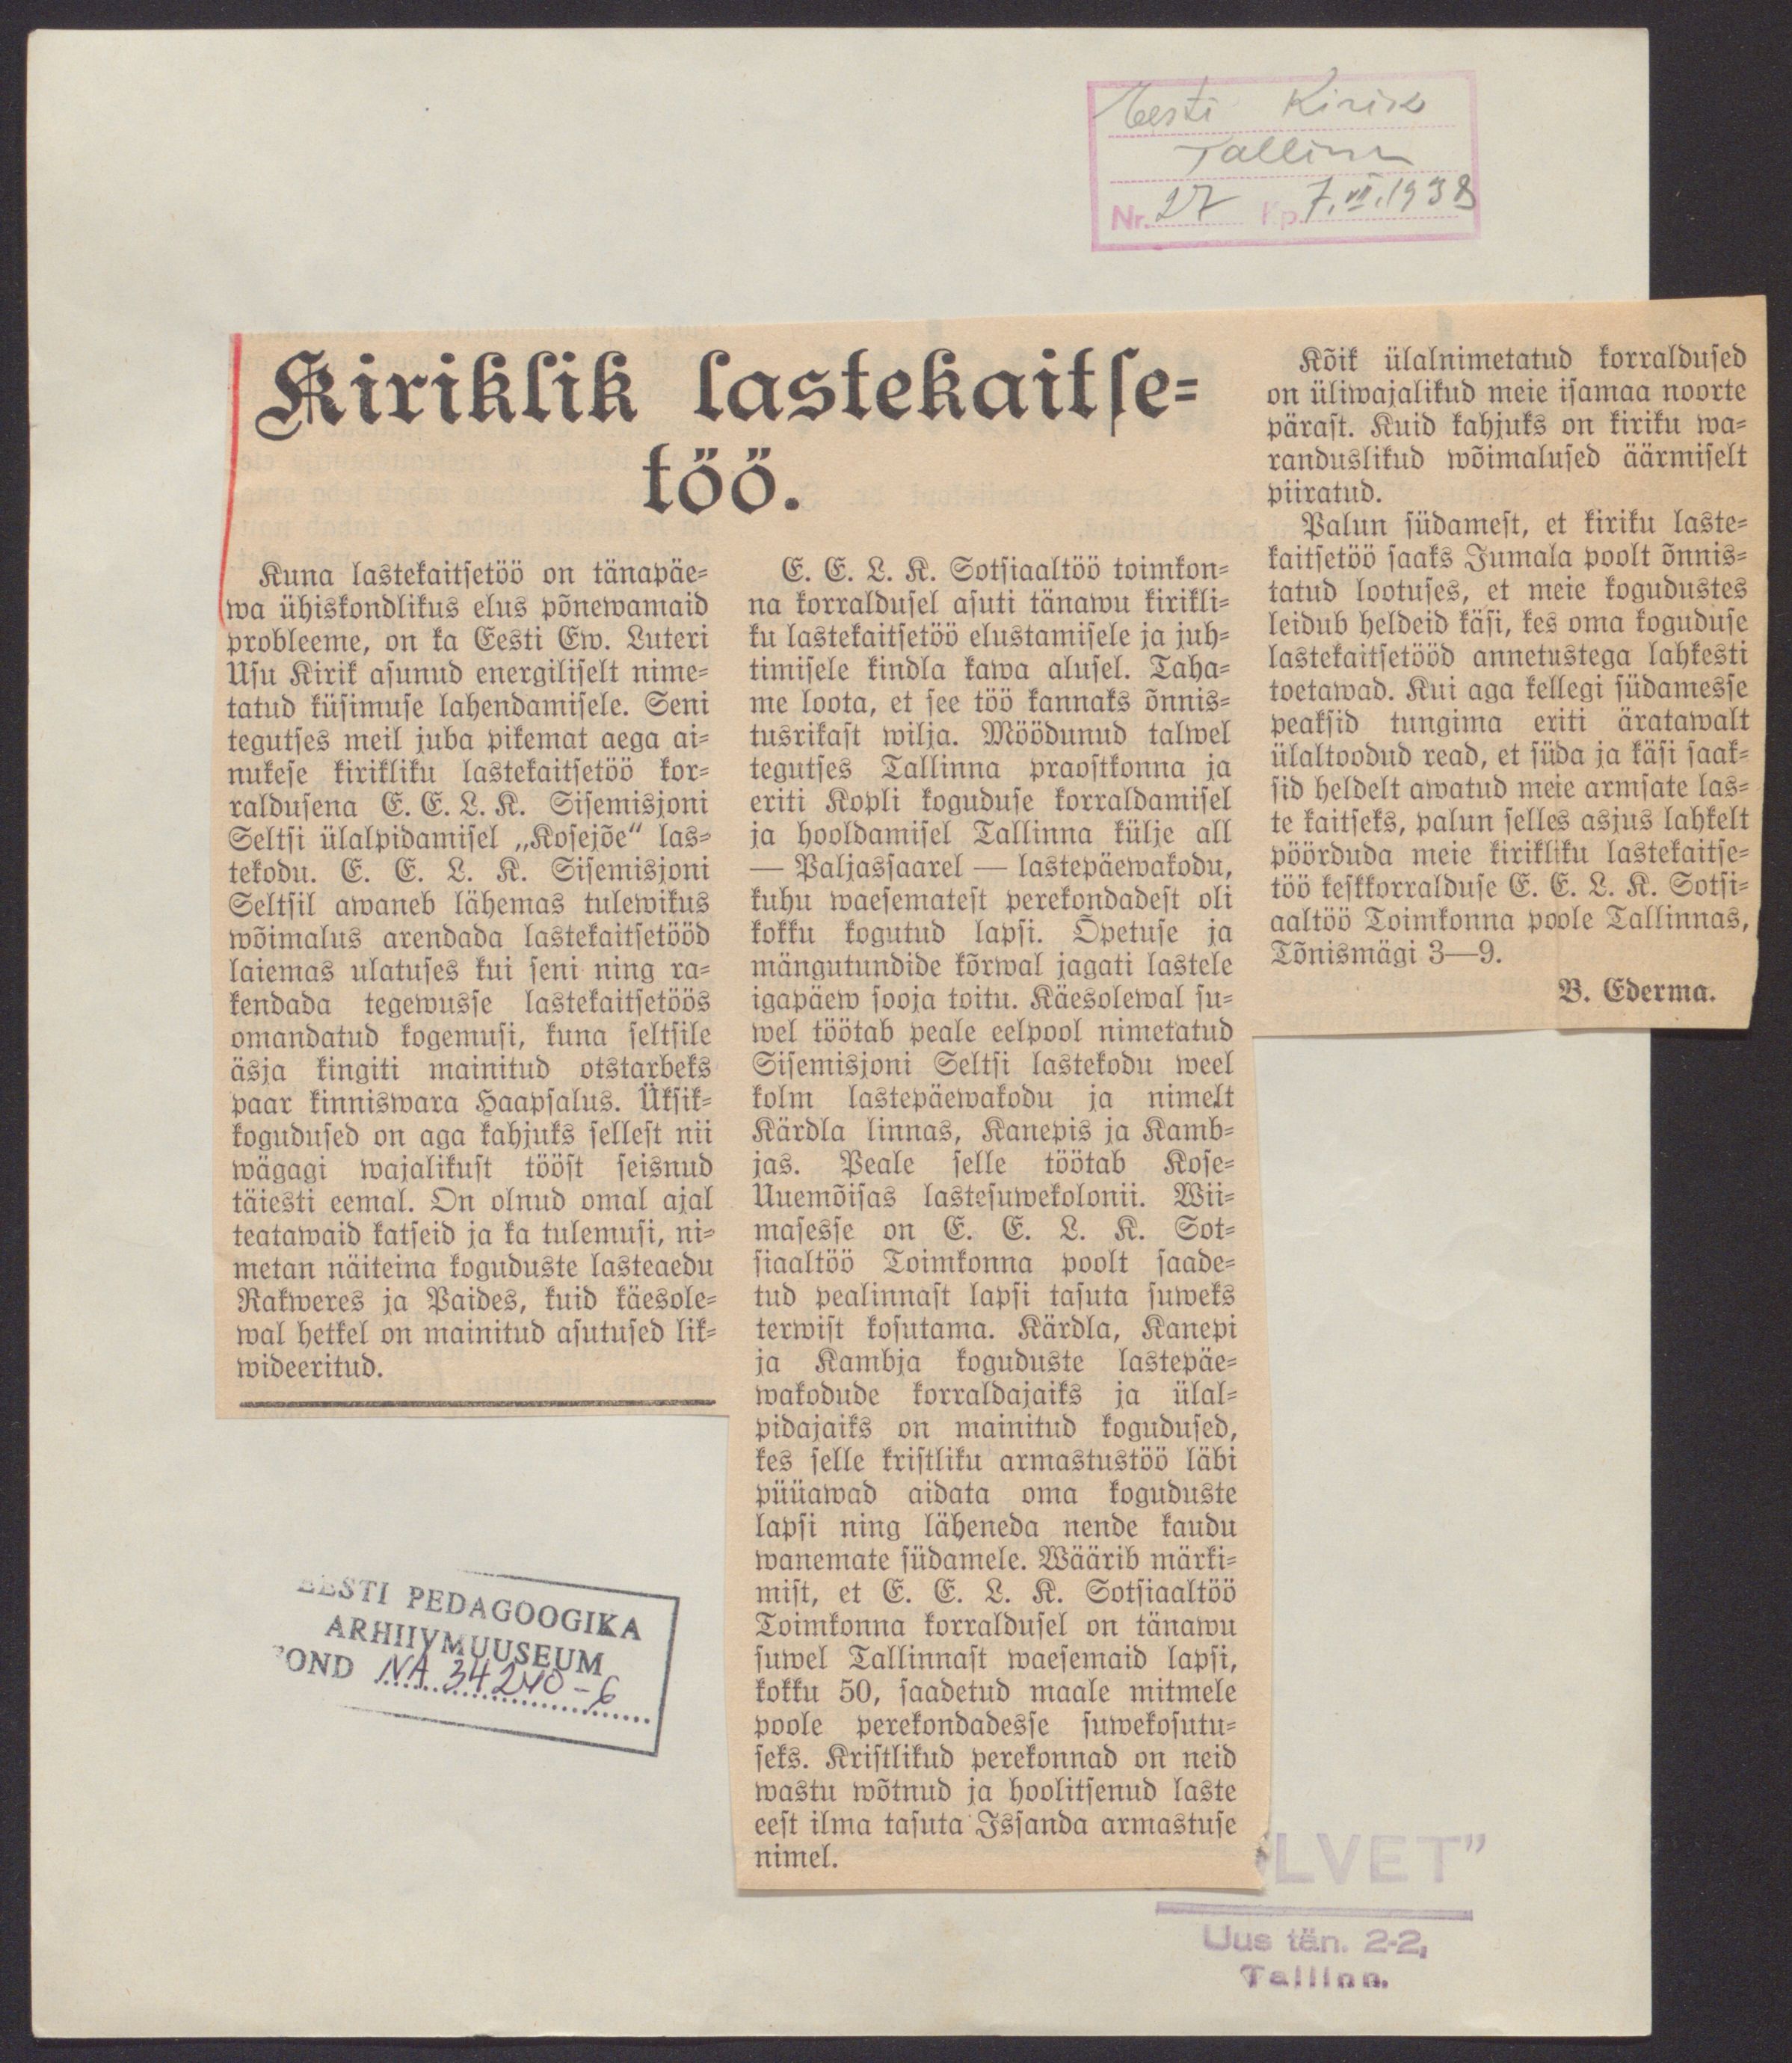 Eesti Kirik
Tallinn
Nr. 27 Kp. 7.VII.1938
Kiriklik lastekaitse-
töö.
Kuna lastekaitsetöö on tänapäe-
wa ühiskondlikus elus põnewamaid
probleeme, on ka Eesti Ew. Luteri
Usu Kirik asunud energiliselt nime-
tatud küsimuse lahendamisele. Seni
tegutses meil juba pikemat aega ai-
nukese kirikliku lastekaitsetöö kor-
raldusena E. E. L. K. Sisemisjoni
Seltsi ülalpidamisel „Kosejõe“ las-
tekodu. E. E. L. K. Sisemisjoni
Seltsil awaneb lähemas tulewikus
wõimalus arendada lastekaitsetööd
laiemas ulatuses kui seni ning ra-
kendada tegewusse lastekaitsetöös
omandatud kogemusi, kuna seltsile
äsja kingiti mainitud otstarbeks
paar kinniswara Haapsalus. Üksik-
kogudused on aga kahjuks sellest nii
wägagi wajalikust tööst seisnud
täiesti eemal. On olnud omal ajal
teatawaid katseid ja ka tulemusi, ni-
metan näiteina koguduste lasteaedu
Rakweres ja Paides, kuid käesole-
wal hetkel on mainitud asutused lik-
wideeritud.
E. E. L. K. Sotsiaaltöö toimkon-
na korraldusel asuti tänawu kirikli-
ku lastekaitsetöö elustamisele ja juh-
timisele kindla kawa alusel. Taha-
me loota, et see töö kannaks õnnis-
tusrikast wilja. Möödunud talwel
tegutses Tallinna praostkonna ja
eriti Kopli koguduse korraldamisel
ja hooldamisel Tallinna külje all
— Paljassaarel — lastepäewakodu,
kuhu waesematest perekondadest oli
kokku kogutud lapsi. Õpetuse ja
mängutundide kõrwal jagati lastele
igapäew sooja toitu. Käesolewal su-
wel töötab peale eelpool nimetatud
Sisemisjoni Seltsi lastekodu weel
kolm lastepäewakodu ja nimelt
Kärdla linnas, Kanepis ja Kamb-
jas. Peale selle töötab Kose-
Uuemõisas lastesuwekolonii. Wii-
masesse on E. E. L. K. Sot-
siaaltöö Toimkonna poolt saade-
tud pealinnast lapsi tasuta suweks
terwist kosutama. Kärdla, Kanepi
ja Kambja koguduste lastepäe-
wakodude korraldajaiks ja ülal-
pidajaiks on mainitud kogudused,
kes selle kristliku armastustöö läbi
püüawad aidata oma koguduste
lapsi ning läheneda nende kaudu
wanemate südamele. Wäärib märki-
mist, et E. E. L. K. Sotsiaaltöö
Toimkonna korraldusel on tänawu
suwel Tallinnast waesemaid lapsi,
kokku 50, saadetud maale mitmele
poole perekondadesse suwekosutu-
seks. Kristlikud perekonnad on neid
wastu wõtnud ja hoolitsenud laste
eest ilma tasuta Issanda armastuse
nimel.
Kõik ülalnimetatud korraldused
on üliwajalikud meie isamaa noorte
pärast. Kuid kahjuks on kiriku wa-
randuslikud wõimalused äärmiselt
piiratud.
Palun südamest, et kiriku laste-
kaitsetöö saaks Jumala poolt õnnis-
tatud lootuses, et meie kogudustes
leidub heldeid käsi, kes oma koguduse
lastekaitsetööd annetustega lahkesti
toetawad. Kui aga kellegi südamesse
peaksid tungima eriti äratawalt
ülaltoodud read, et süda ja käsi saak-
sid heldelt awatud meie armsate las-
te kaitseks, palun selles asjus lahkelt
pöörduda meie kirikliku lastekaitse-
töö keskkorralduse E. E. L. K. Sotsi-
aaltöö Toimkonna poole Tallinnas,
Tõnismägi 3—9.
B. Ederma.
EESTI PEDAGOOGIKA
ARHIIVMUUSEUM
FOND NA 34240-6
LVET”
Uus tän. 2-2,
Tallinn.